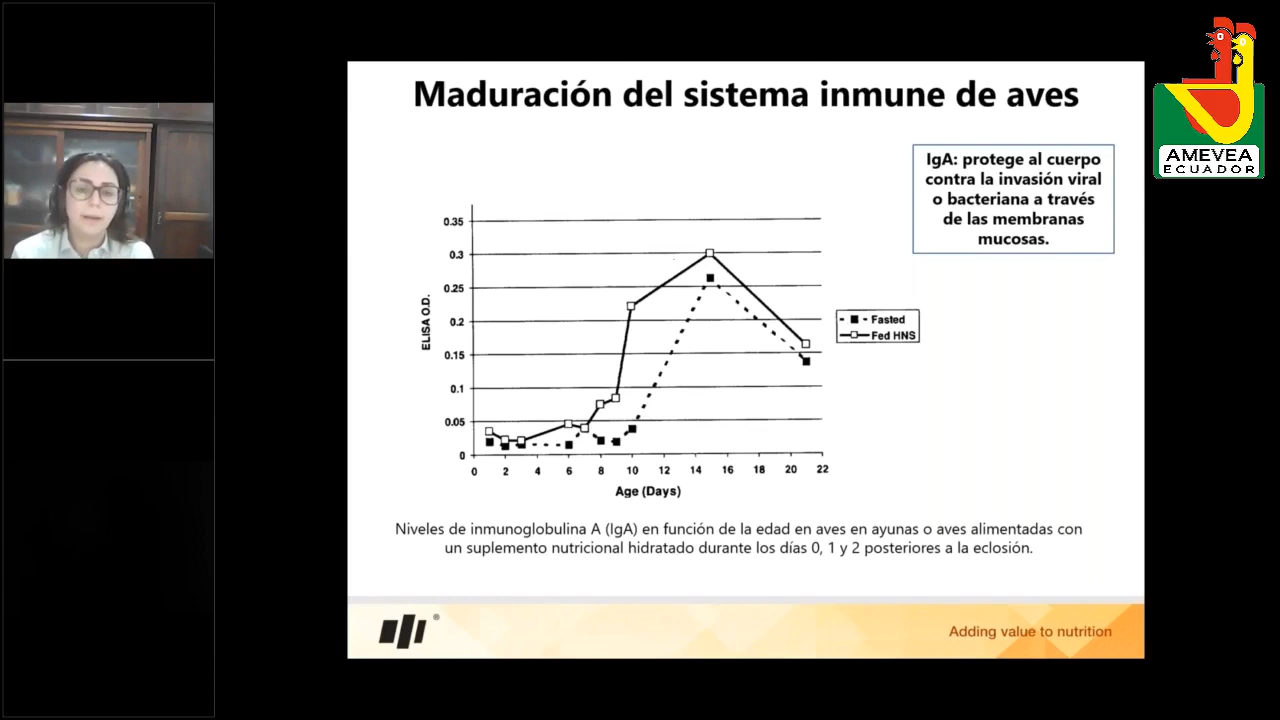 Maduración del sistema inmune de aves
IgA: protege al cuerpo
contra la invasión viral
o bacteriana a través
de las membranas
mucosas.
AMEVEA
ECUADOR
0.35
0.3
0.25
0.2
0.15
0.1
0.05
0
ELISA O.D.
0 2 4 6 8 10 12 14 16 18 20 22
Age (Days)
Fasted
Fed HNS
Niveles de inmunoglobulina A (IgA) en función de la edad en aves en ayunas o aves alimentadas con
un suplemento nutricional hidratado durante los días 0, 1 y 2 posteriores a la eclosión.
®
Adding value to nutrition